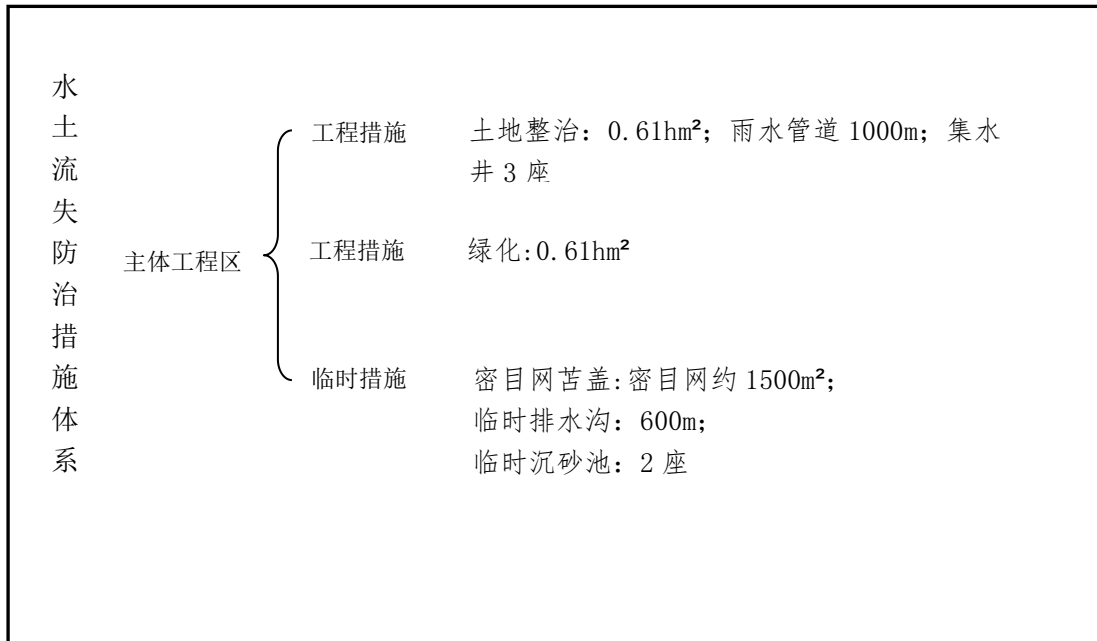 水土流失防治措施体系
主体工程区
工程措施
土地整治：0.61hm²；雨水管道 1000m；集水
井 3 座
工程措施
绿化:0.61hm²
临时措施
密目网苫盖:密目网约 1500m²；
临时排水沟：600m；
临时沉砂池：2 座